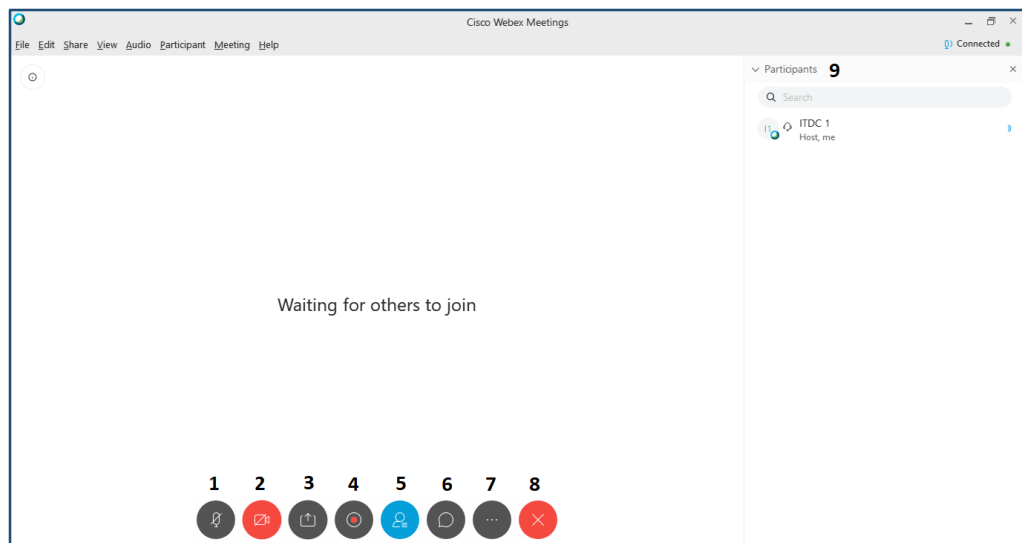 Cisco Webex Meetings
File Edit Share View Audio Participant Meeting Help
Connected
Participants 9
Search
I1
ITDC 1
Host, me
Waiting for others to join
1 2 3 4 5 6 7 8